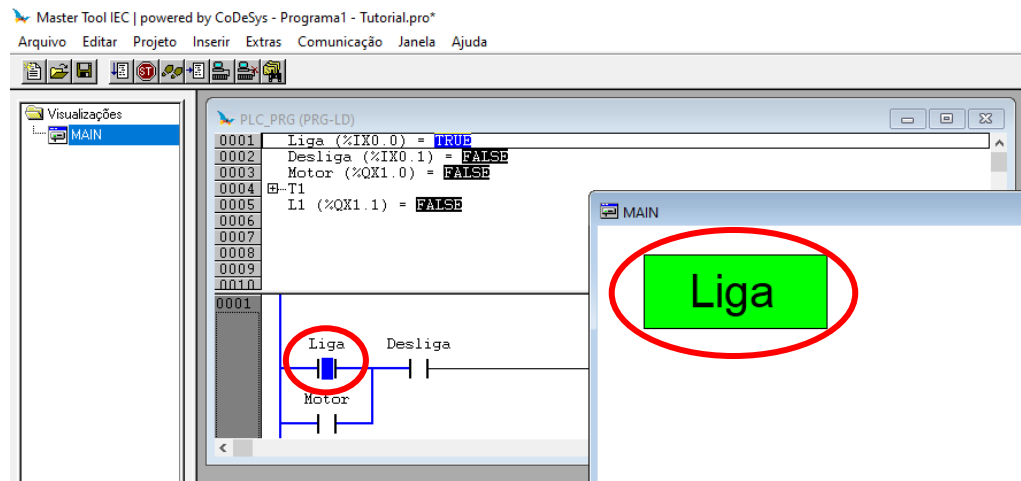 Master Tool IEC | powered by CoDeSys - Programa1 - Tutorial.pro*
Arquivo Editar Projeto Inserir Extras Comunicação Janela Ajuda
Visualizações
MAIN
PLC_PRG (PRG-LD)
0001 Liga (%IX0.0) = TRUE
0002 Desliga (%IX0.1) = FALSE
0003 Motor (%QX1.0) = FALSE
0004 T1
0005 L1 (%QX1.1) = FALSE
0006
0007
0008
0009
0010
0001
Liga Desliga
Motor
MAIN
Liga